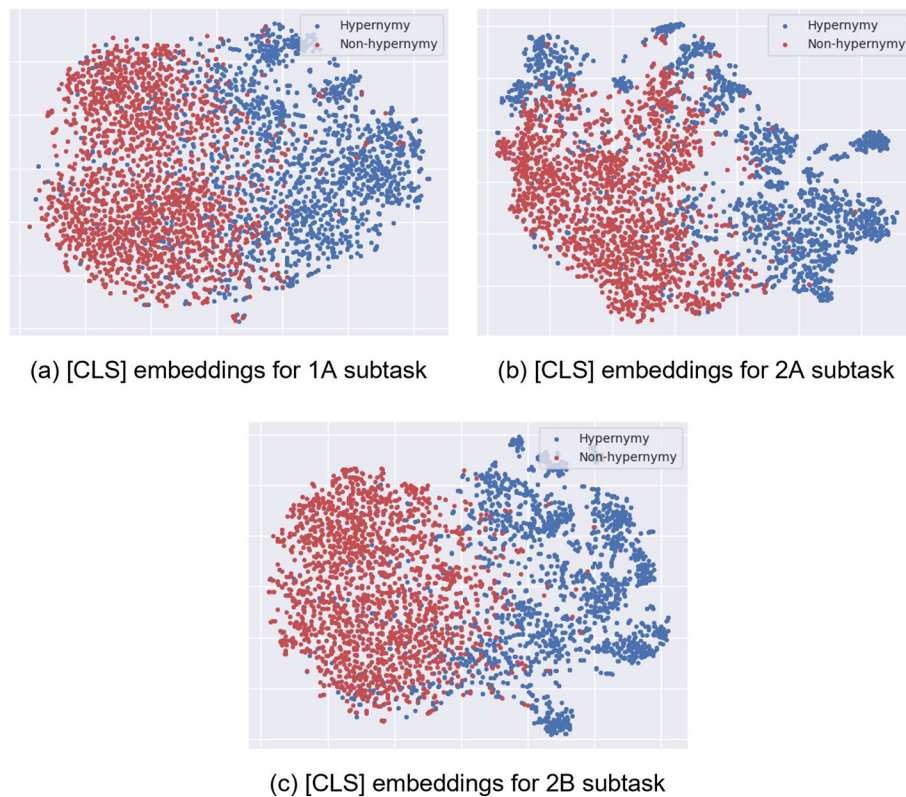 Hypernymy
Non-hypernymy
Hypernymy
Non-hypernymy
(a) [CLS] embeddings for 1A subtask
(b) [CLS] embeddings for 2A subtask
Hypernymy
Non-hypernymy
(c) [CLS] embeddings for 2B subtask